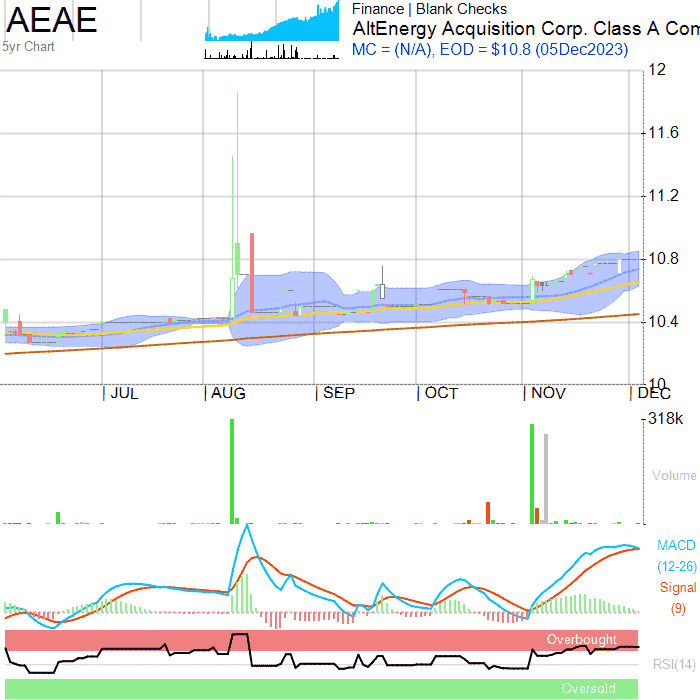 AEAE
5yr Chart
Finance | Blank Checks
AltEnergy Acquisition Corp. Class A Com
MC = (N/A), EOD = $10.8 (05Dec2023)
12
11.6
11.2
10.8
10.4
10
JUL AUG SEP OCT NOV DEC
318k
Volume
MACD
(12-26)
Signal
(9)
Overbought
RSI(14)
Oversold